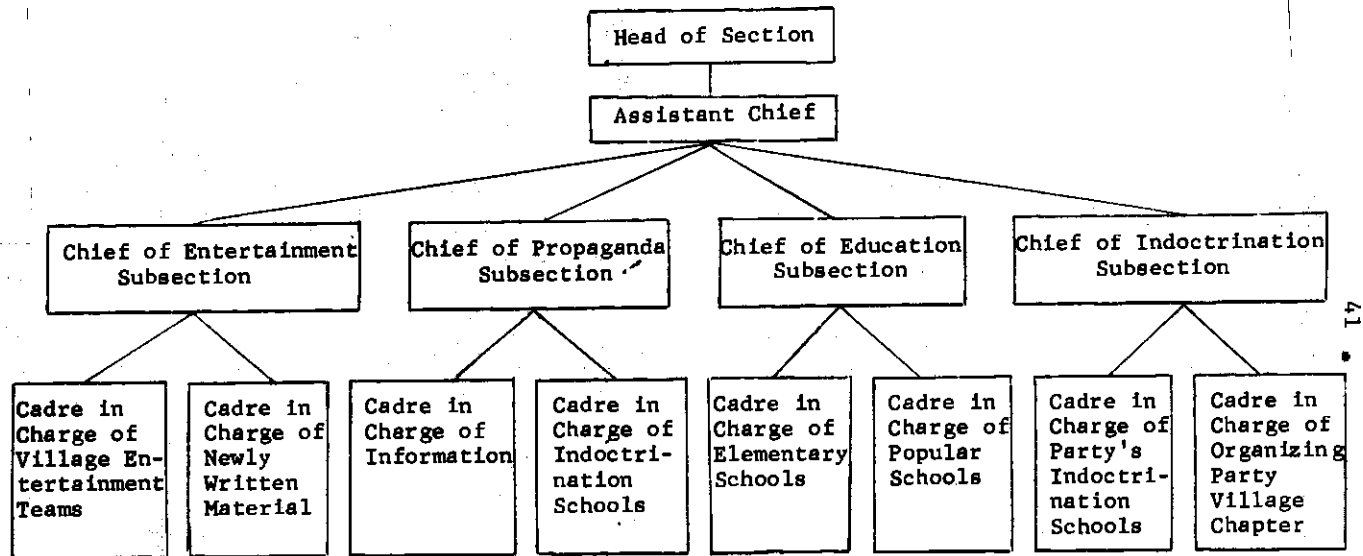 Head of Section
Assistant Chief
Chief of Entertainment
Subsection
Chief of Propaganda
Subsection
Chief of Education
Subsection
Chief of Indoctrination
Subsection
41
Cadre in
Charge of
Village En-
tertainment
Teams
Cadre in
Charge of
Newly
Written
Material
Cadre in
Charge of
Information
Cadre in
Charge of
Indoctri-
nation
Schools
Cadre in
Charge of
Elementary
Schools
Cadre in
Charge of
Popular
Schools
Cadre in
Charge of
Party's
Indoctri-
nation
Schools
Cadre in
Charge of
Organizing
Party
Village
Chapter